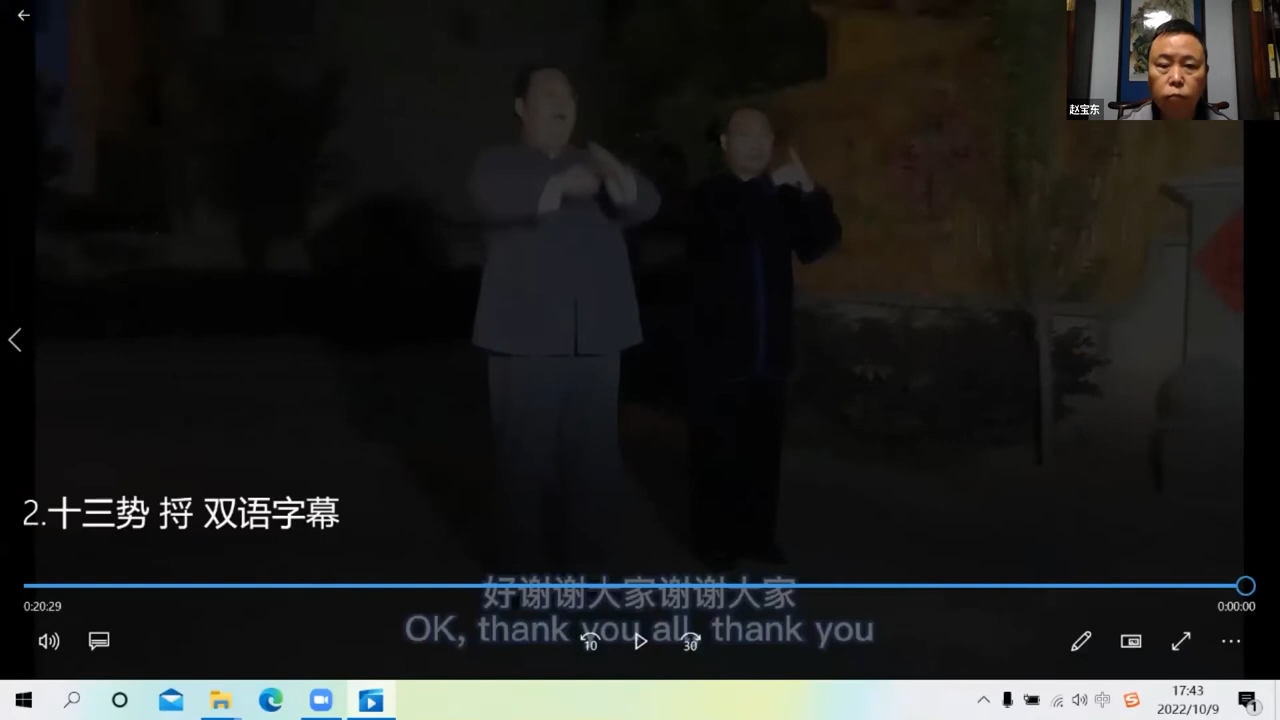 赵宝东
2.十三势 捋 双语字幕
好谢谢大家谢谢大家
0:20:29
0:00:00
OK, thank you all, thank you
10
30
中
17:43
2022/10/9
1